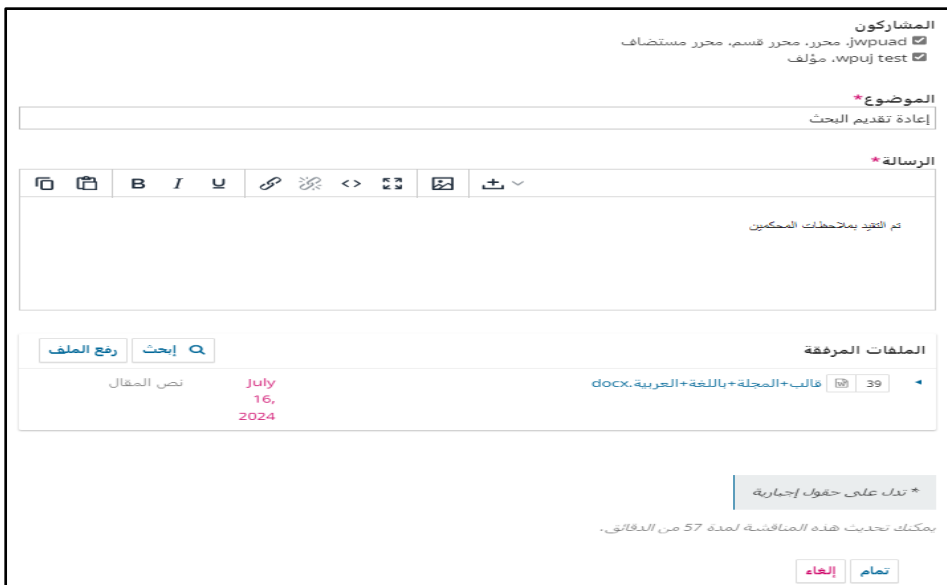 المشاركون
jwpuad، محرر، محرر قسم، محرر مستضاف
wpuj test، مؤلف
الموضوع*
إعادة تقديم البحث
الرسالة*
B I U
تم التقيد بملاحظات المحكمين
الملفات المرفقة
إبحث
رفع الملف
39 قالب+المجلة+باللغة+العربية.docx
July 16, 2024
نص المقال
* تدل على حقول إجبارية
يمكنك تحديث هذه المناقشة لمدة 57 من الدقائق.
تمام
إلغاء